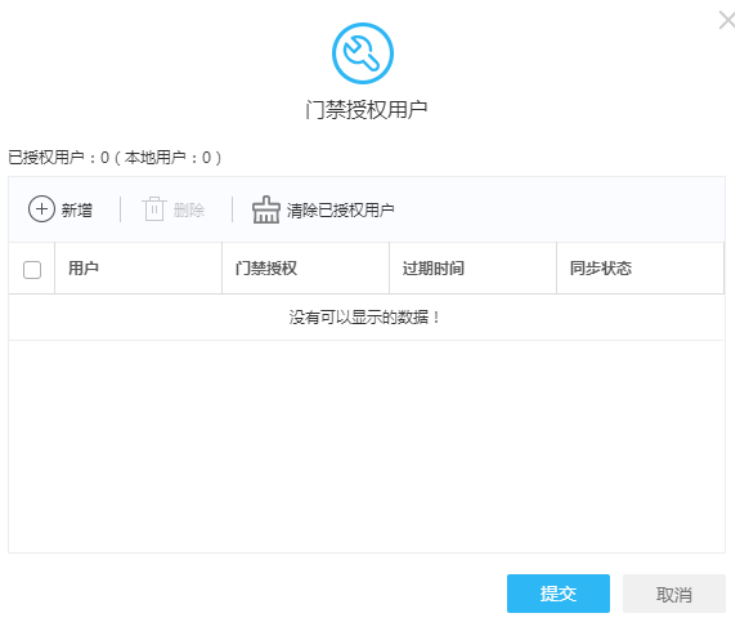 门禁授权用户
已授权用户：0（本地用户：0）
新增 删除 清除已授权用户
用户 门禁授权 过期时间 同步状态
没有可以显示的数据！
提交 取消